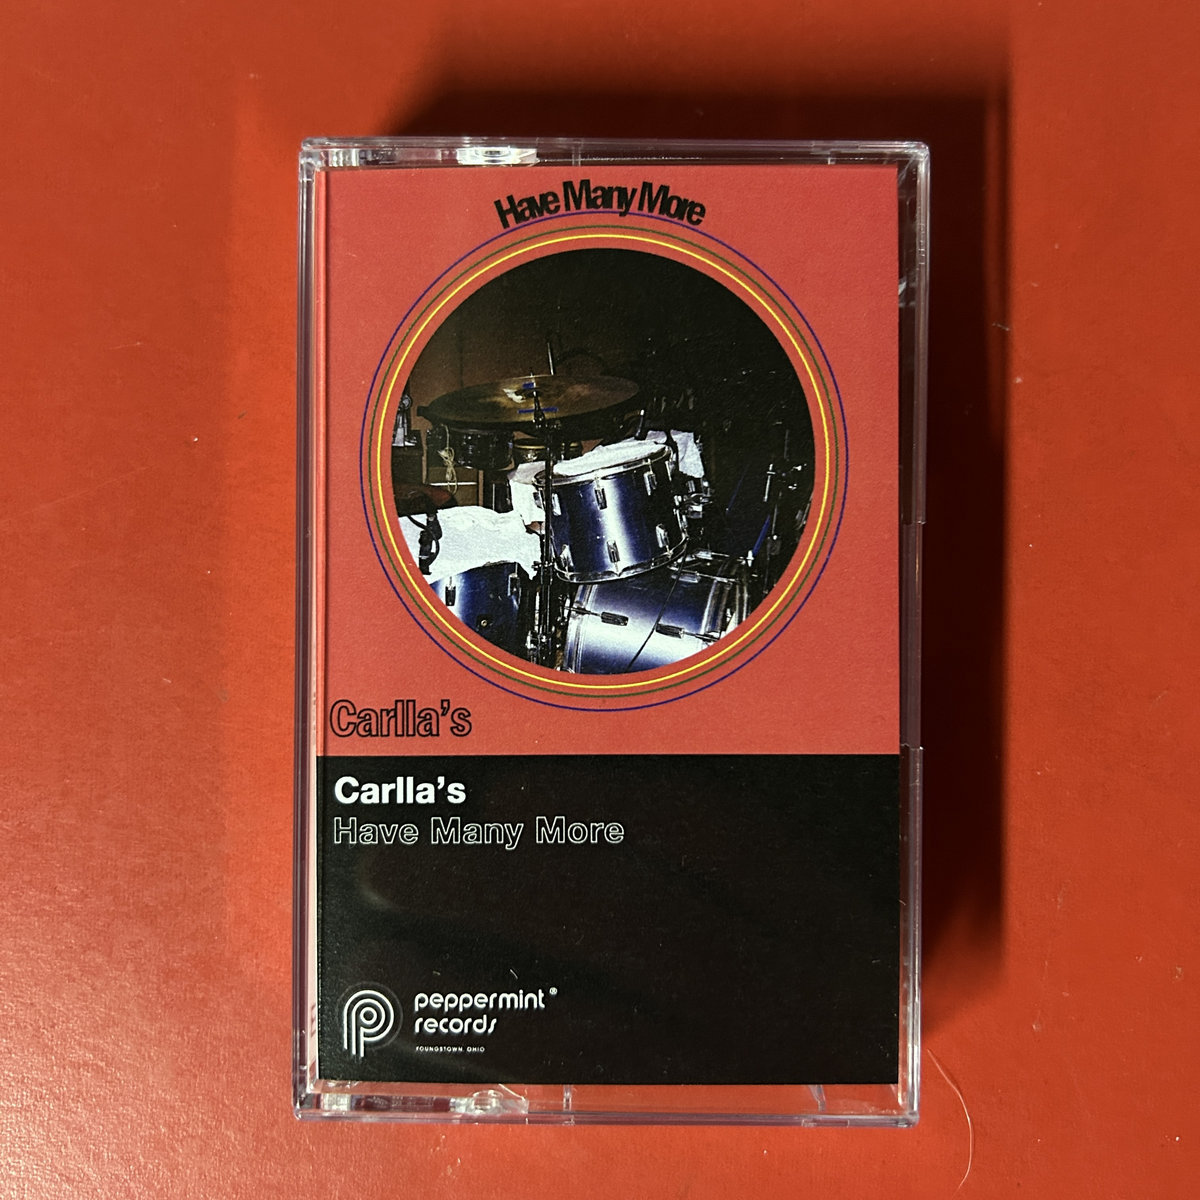 Have Many More
Carlla's
Carlla's
Have Many More
peppermint®
records
YOUNGSTOWN, OHIO